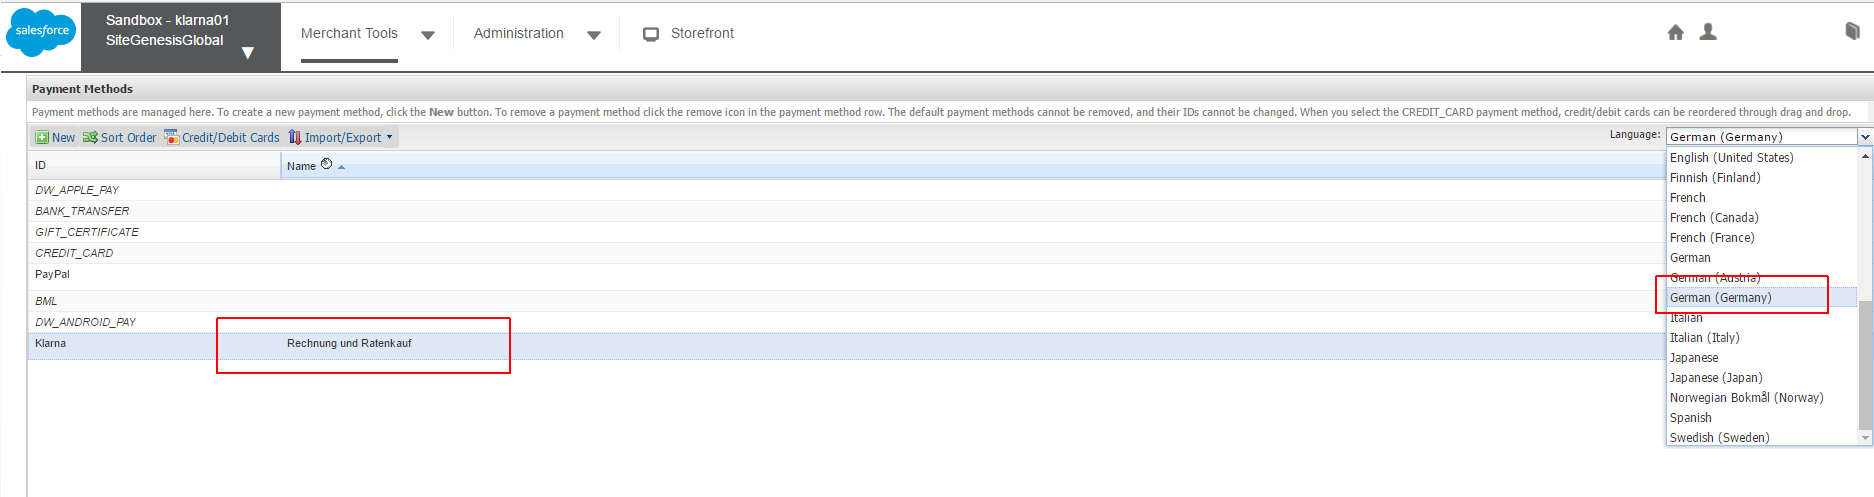 salesforce
Sandbox - klarna01
SiteGenesisGlobal
Merchant Tools
Administration
Storefront
Payment Methods
Payment methods are managed here. To create a new payment method, click the New button. To remove a payment method click the remove icon in the payment method row. The default payment methods cannot be removed, and their IDs cannot be changed. When you select the CREDIT_CARD payment method, credit/debit cards can be reordered through drag and drop.
New Sort Order Credit/Debit Cards Import/Export
Language: German (Germany)
ID Name
DW_APPLE_PAY
BANK_TRANSFER
GIFT_CERTIFICATE
CREDIT_CARD
PayPal
BML
DW_ANDROID_PAY
Klarna Rechnung und Ratenkauf
English (United States)
Finnish (Finland)
French
French (Canada)
French (France)
German
German (Austria)
German (Germany)
Italian
Italian (Italy)
Japanese
Japanese (Japan)
Norwegian Bokmål (Norway)
Spanish
Swedish (Sweden)